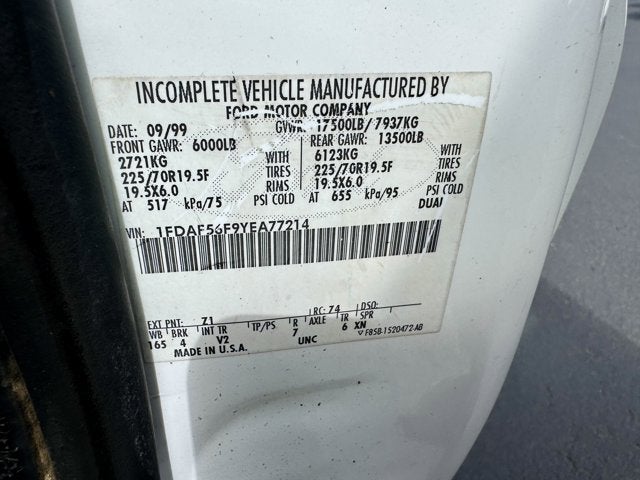 INCOMPLETE VEHICLE MANUFACTURED BY
FORD MOTOR COMPANY
DATE: 09/99 GVWR: 17500LB/ 7937KG
FRONT GAWR: 6000LB REAR GAWR: 13500LB
2721KG WITH 6123KG WITH
225/70R19.5F TIRES 225/70R19.5F TIRES
19.5X6.0 RIMS 19.5X6.0 RIMS
AT 517 kPa/75 PSI COLD AT 655 kPa/95 PSI COLD
DUAL
VIN: 1FDAF56F9YEA77214
EXT PNT: Z1 RC: 74 DSO:
WB BRK INT TR TP/PS R AXLE TR SPR
165 4 V2 7 6 XN
MADE IN U.S.A. UNC F85B-1520472-AB